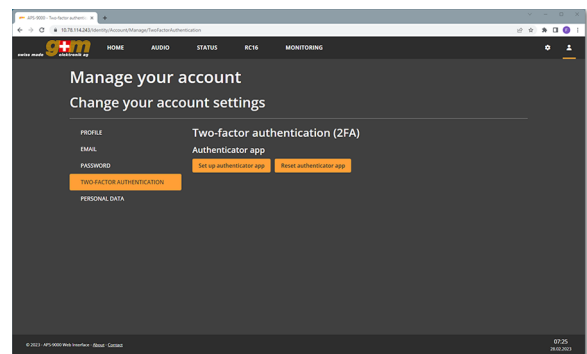 APS-9000 - Two-factor authenti
10.78.114.243/Identity/Account/Manage/TwoFactorAuthentication
swiss made g+m elektronik ag
HOME AUDIO STATUS RC16 MONITORING
Manage your account
Change your account settings
PROFILE
EMAIL
PASSWORD
TWO-FACTOR AUTHENTICATION
PERSONAL DATA
Two-factor authentication (2FA)
Authenticator app
Set up authenticator app Reset authenticator app
© 2023 - APS-9000 Web Interface - About - Contact
07:25
28.02.2023